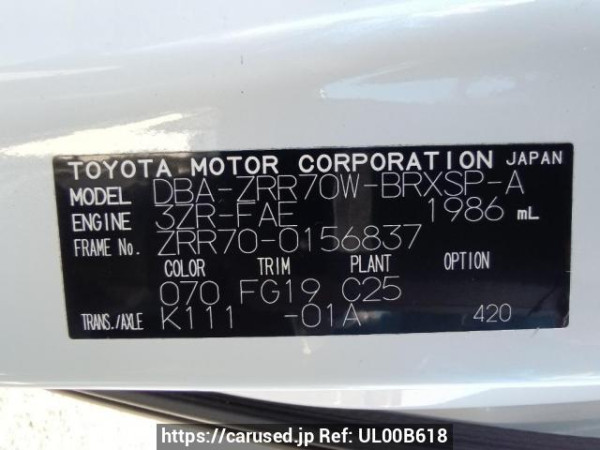 TOYOTA MOTOR CORPORATION JAPAN
MODEL DBA-ZRR70W-BRXSP-A
ENGINE 3ZR-FAE 1986 mL
FRAME No. ZRR70-0156837
COLOR TRIM PLANT OPTION
070 FG19 C25
TRANS./AXLE K111 -01A 420
https://carused.jp Ref: UL00B618